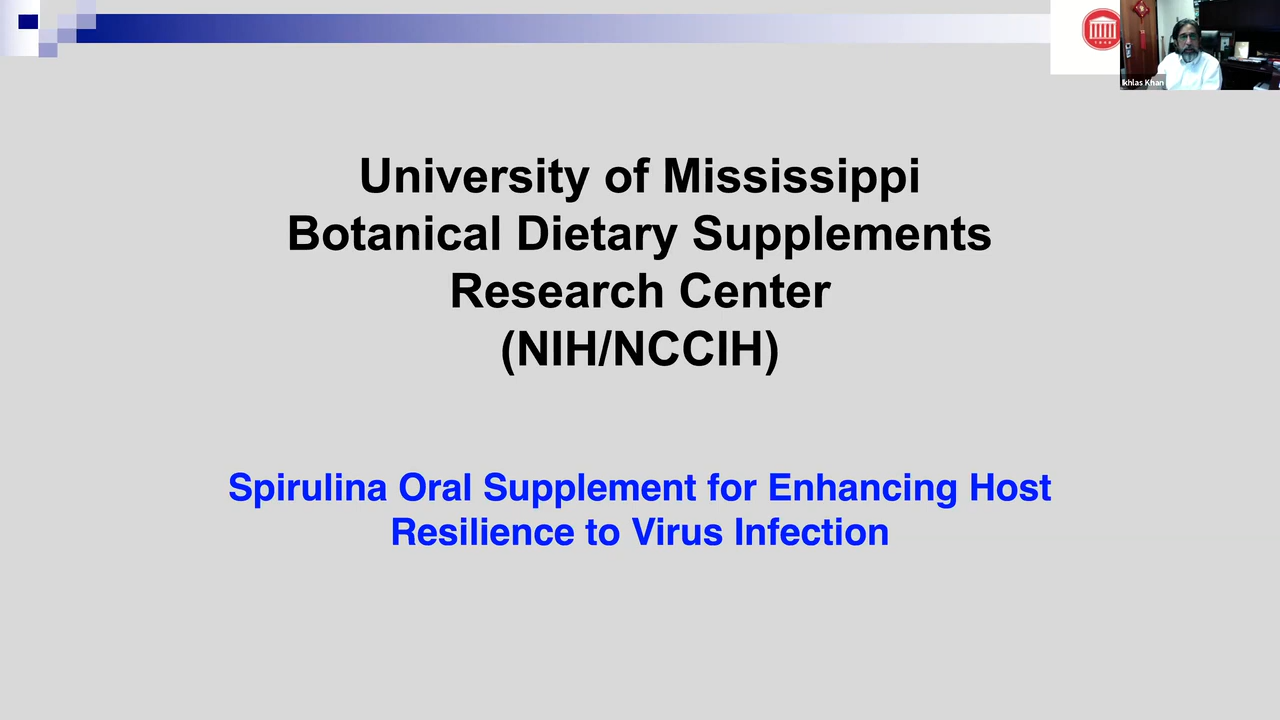 University of Mississippi
Botanical Dietary Supplements
Research Center
(NIH/NCCIH)
Spirulina Oral Supplement for Enhancing Host
Resilience to Virus Infection
Ikhlas Khan